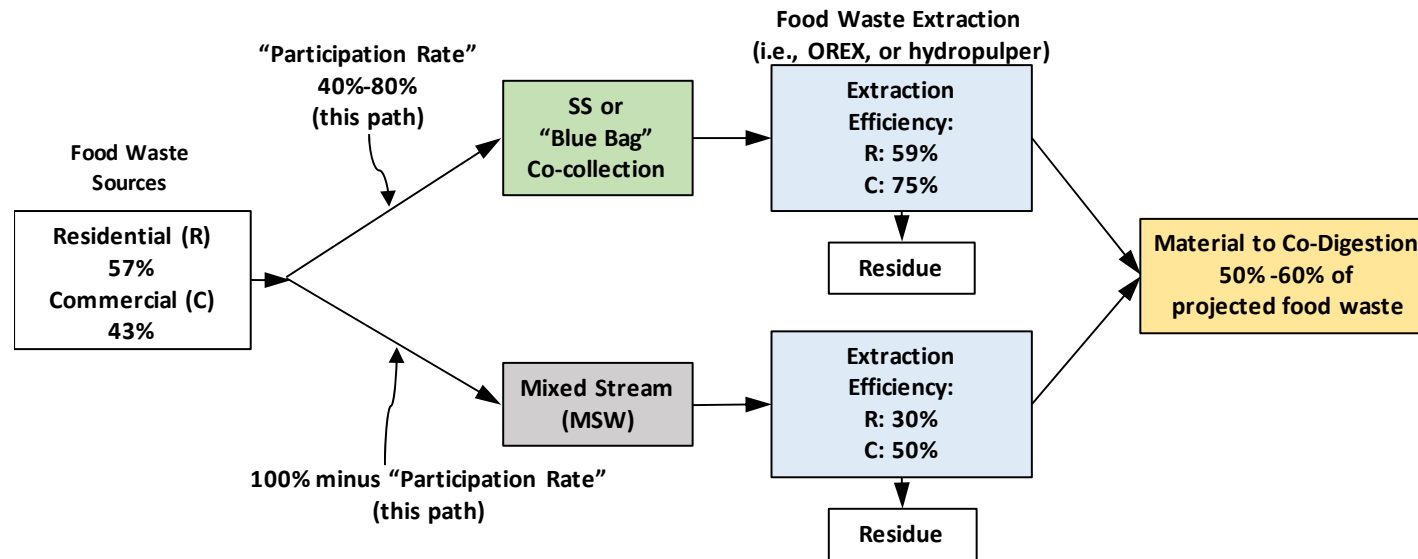 Food Waste Extraction
(i.e., OREX, or hydropulper)
“Participation Rate”
40%-80%
(this path)
Food Waste
Sources
Residential (R)
57%
Commercial (C)
43%
SS or
“Blue Bag”
Co-collection
Extraction
Efficiency:
R: 59%
C: 75%
Residue
Material to Co-Digestion
50% -60% of
projected food waste
Mixed Stream
(MSW)
Extraction
Efficiency:
R: 30%
C: 50%
Residue
100% minus “Participation Rate”
(this path)